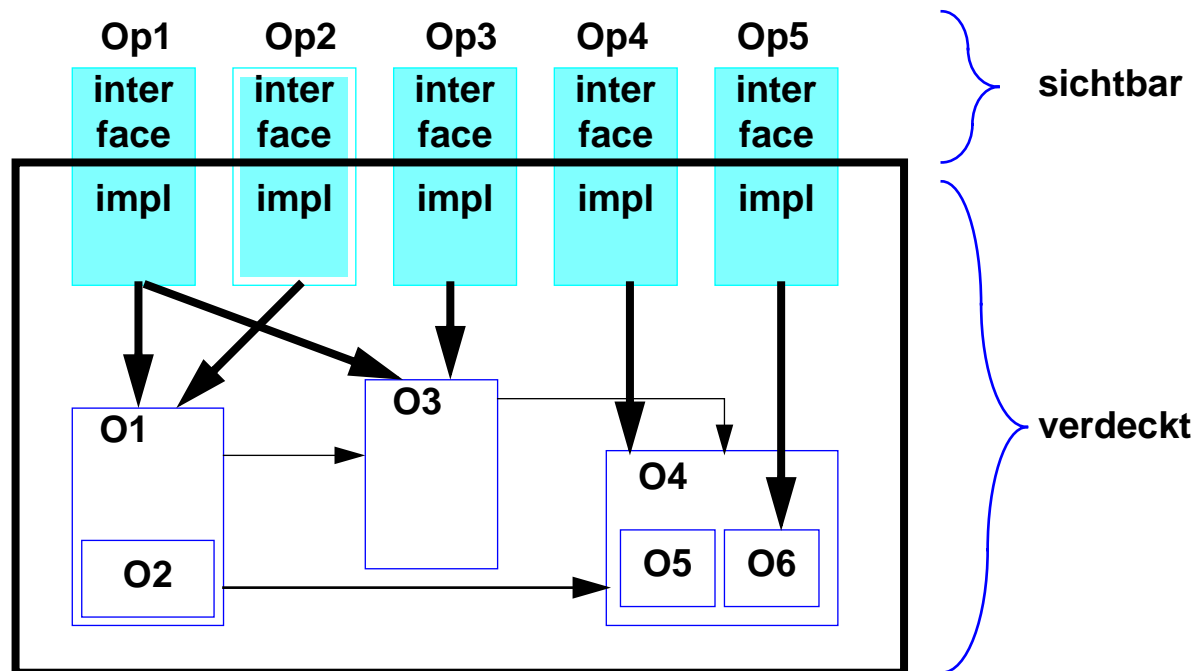 Op1 Op2 Op3 Op4 Op5
inter inter inter inter inter
sichtbar
face face face face face
impl impl impl impl impl
O3
O1
verdeckt
O4
O2 O5 O6